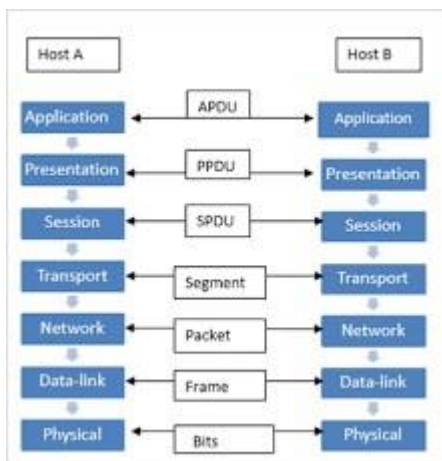 Host A
Host B
Application
APDU
Application
Presentation
PPDU
Presentation
Session
SPDU
Session
Transport
Segment
Transport
Network
Packet
Network
Data-link
Frame
Data-link
Physical
Bits
Physical